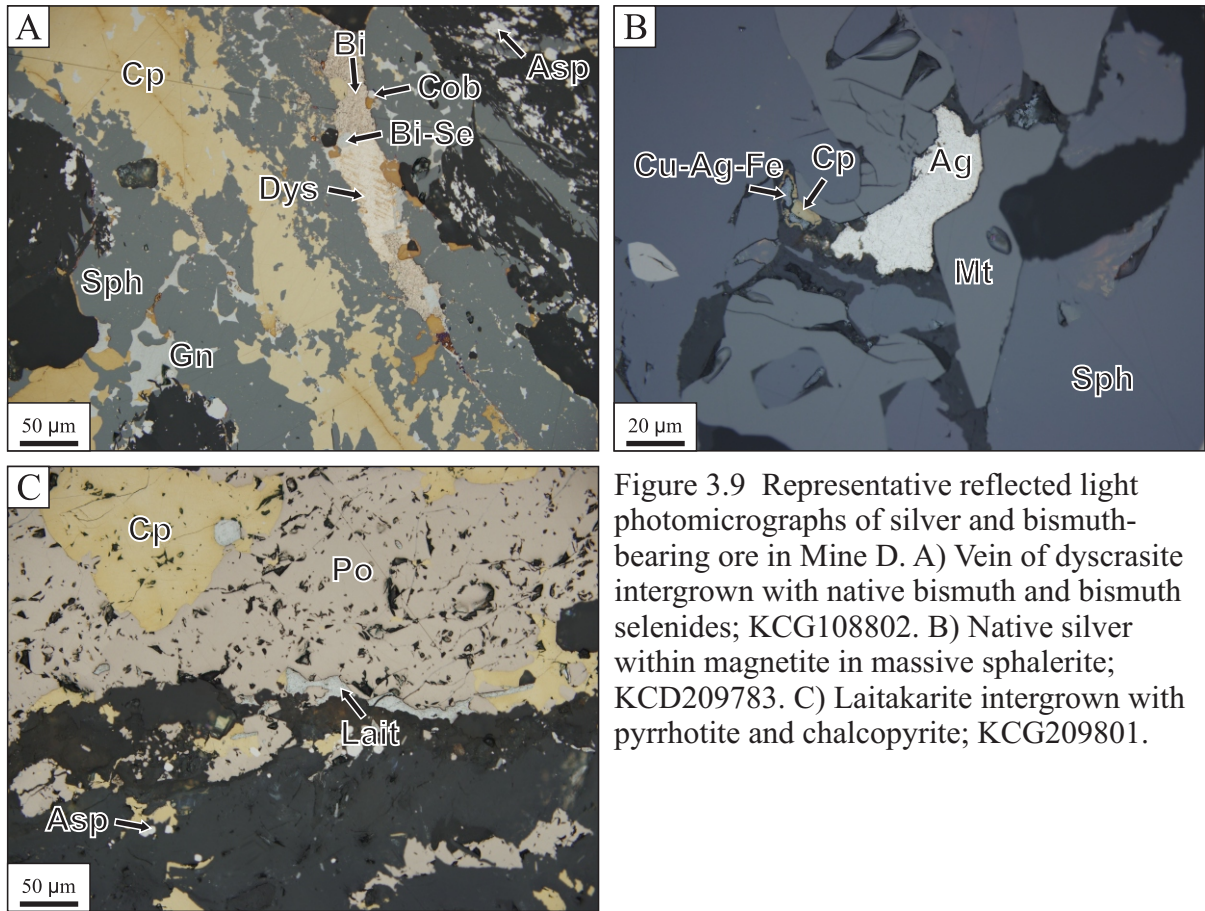 A
Bi
Cp
Cob
Asp
Bi-Se
Dys
Sph
Gn
50 µm
B
Cu-Ag-Fe
Cp
Ag
Mt
Sph
20 µm
C
Cp
Po
Lait
Asp
50 µm
Figure 3.9 Representative reflected light
photomicrographs of silver and bismuth-
bearing ore in Mine D. A) Vein of dyscrasite
intergrown with native bismuth and bismuth
selenides; KCG108802. B) Native silver
within magnetite in massive sphalerite;
KCD209783. C) Laitakarite intergrown with
pyrrhotite and chalcopyrite; KCG209801.